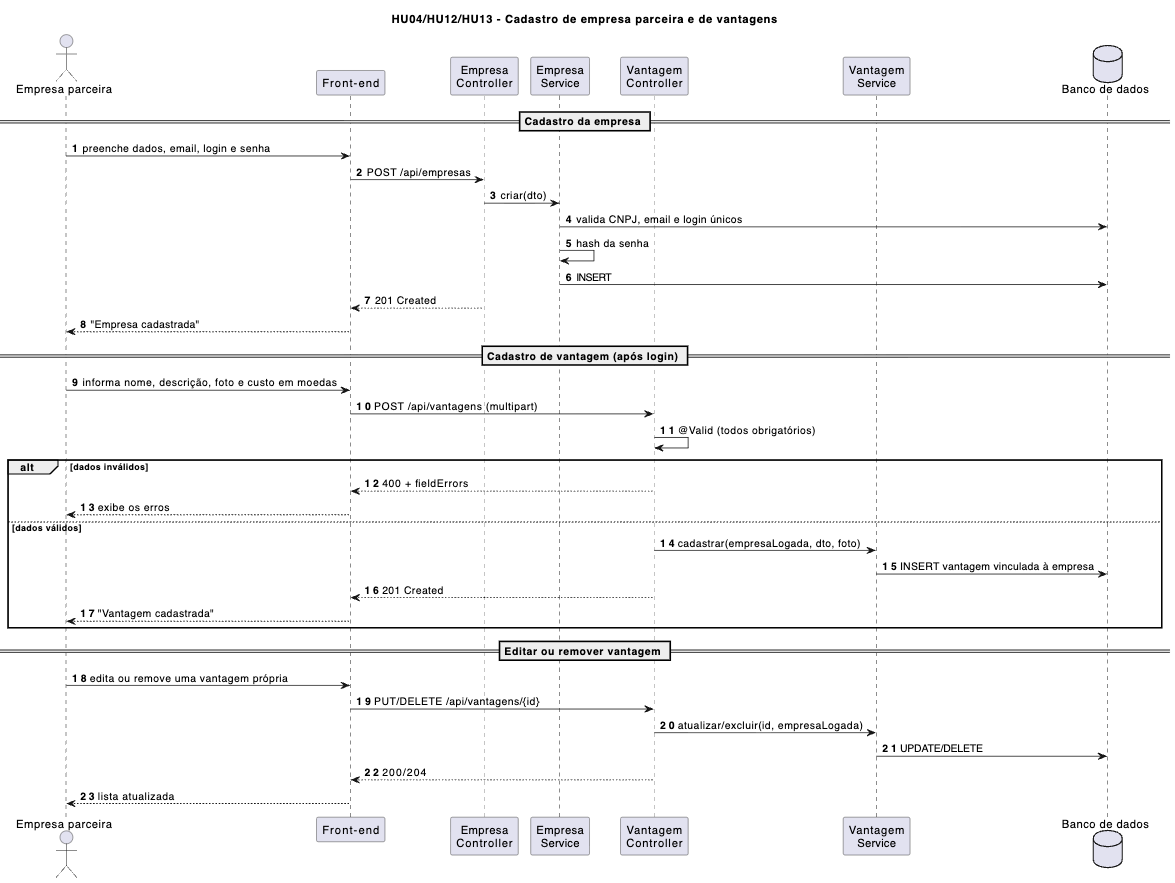 HU04/HU12/HU13 - Cadastro de empresa parceira e de vantagens
Empresa parceira
Front-end
Empresa
Controller
Empresa
Service
Vantagem
Controller
Vantagem
Service
Banco de dados
Cadastro da empresa
1 preenche dados, email, login e senha
2 POST /api/empresas
3 criar(dto)
4 valida CNPJ, email e login únicos
5 hash da senha
6 INSERT
7 201 Created
8 "Empresa cadastrada"
Cadastro de vantagem (após login)
9 informa nome, descrição, foto e custo em moedas
10 POST /api/vantagens (multipart)
11 @Valid (todos obrigatórios)
alt [dados inválidos]
12 400 + fieldErrors
13 exibe os erros
[dados válidos]
14 cadastrar(empresaLogada, dto, foto)
15 INSERT vantagem vinculada à empresa
16 201 Created
17 "Vantagem cadastrada"
Editar ou remover vantagem
18 edita ou remove uma vantagem própria
19 PUT/DELETE /api/vantagens/{id}
20 atualizar/excluir(id, empresaLogada)
21 UPDATE/DELETE
22 200/204
23 lista atualizada
Empresa parceira
Front-end
Empresa
Controller
Empresa
Service
Vantagem
Controller
Vantagem
Service
Banco de dados